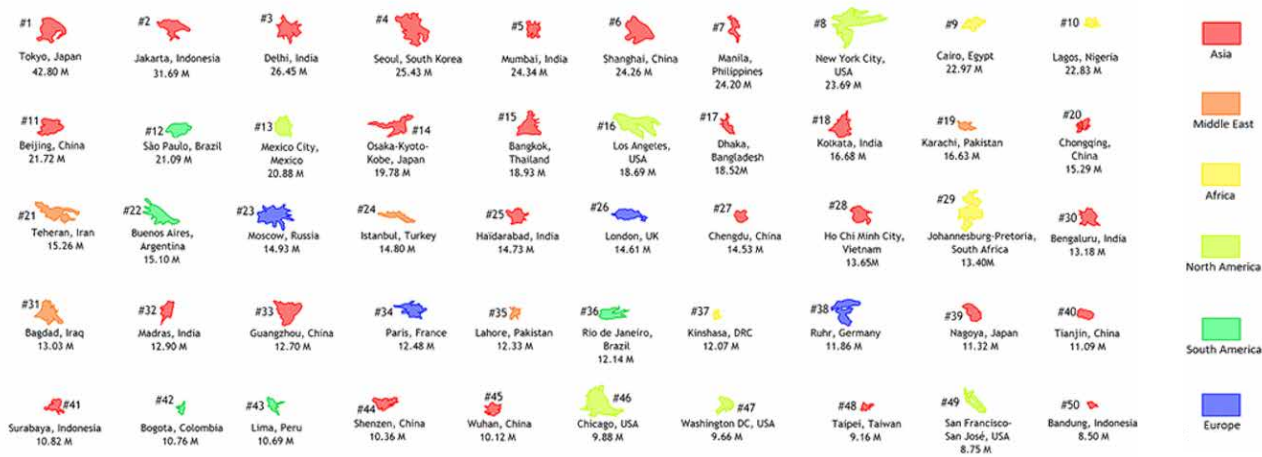 #1
Tokyo, Japan
42.80 M
#2
Jakarta, Indonesia
31.69 M
#3
Delhi, India
26.45 M
#4
Seoul, South Korea
25.43 M
#5
Mumbai, India
24.34 M
#6
Shanghai, China
24.26 M
#7
Manila,
Philippines
24.20 M
#8
New York City,
USA
23.69 M
#9
Cairo, Egypt
22.97 M
#10
Lagos, Nigeria
22.83 M
#11
Beijing, China
21.72 M
#12
São Paulo, Brazil
21.09 M
#13
Mexico City,
Mexico
20.88 M
#14
Osaka-Kyoto-
Kobe, Japan
19.78 M
#15
Bangkok,
Thailand
18.93 M
#16
Los Angeles,
USA
18.69 M
#17
Dhaka,
Bangladesh
18.52M
#18
Kolkata, India
16.68 M
#19
Karachi, Pakistan
16.63 M
#20
Chongqing,
China
15.29 M
#21
Teheran, Iran
15.26 M
#22
Buenos Aires,
Argentina
15.10 M
#23
Moscow, Russia
14.93 M
#24
Istanbul, Turkey
14.80 M
#25
Haïdarabad, India
14.73 M
#26
London, UK
14.61 M
#27
Chengdu, China
14.53 M
#28
Ho Chi Minh City,
Vietnam
13.65M
#29
Johannesburg-Pretoria,
South Africa
13.40M
#30
Bengaluru, India
13.18 M
#31
Bagdad, Iraq
13.03 M
#32
Madras, India
12.90 M
#33
Guangzhou, China
12.70 M
#34
Paris, France
12.48 M
#35
Lahore, Pakistan
12.33 M
#36
Rio de Janeiro,
Brazil
12.14 M
#37
Kinshasa, DRC
12.07 M
#38
Ruhr, Germany
11.86 M
#39
Nagoya, Japan
11.32 M
#40
Tianjin, China
11.09 M
#41
Surabaya, Indonesia
10.82 M
#42
Bogota, Colombia
10.76 M
#43
Lima, Peru
10.69 M
#44
Shenzen, China
10.36 M
#45
Wuhan, China
10.12 M
#46
Chicago, USA
9.88 M
#47
Washington DC, USA
9.66 M
#48
Taipei, Taiwan
9.16 M
#49
San Francisco-
San José, USA
8.75 M
#50
Bandung, Indonesia
8.50 M
Asia
Middle East
Africa
North America
South America
Europe